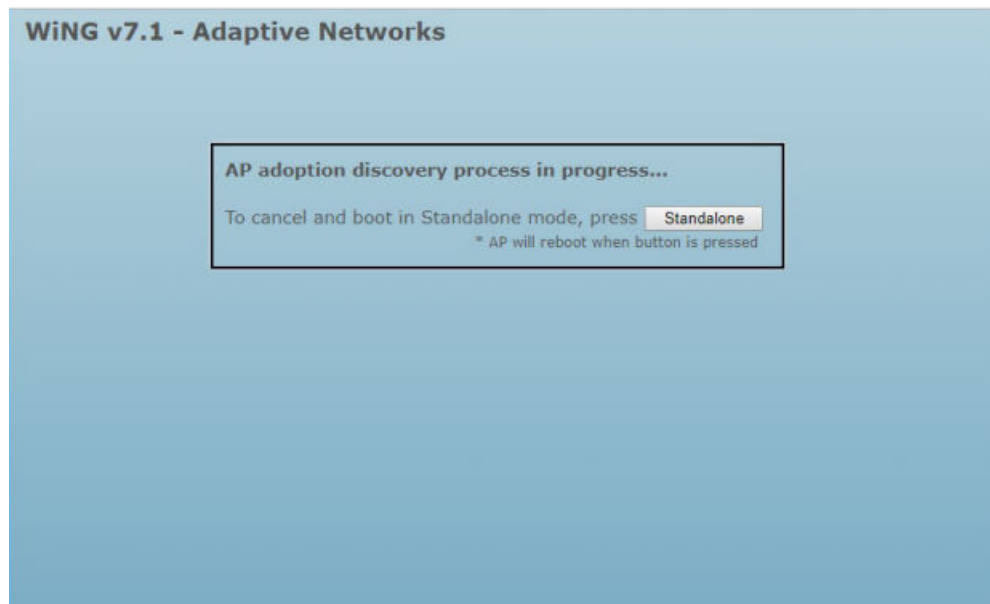 WiNG v7.1 - Adaptive Networks
AP adoption discovery process in progress...
To cancel and boot in Standalone mode, press Standalone
* AP will reboot when button is pressed